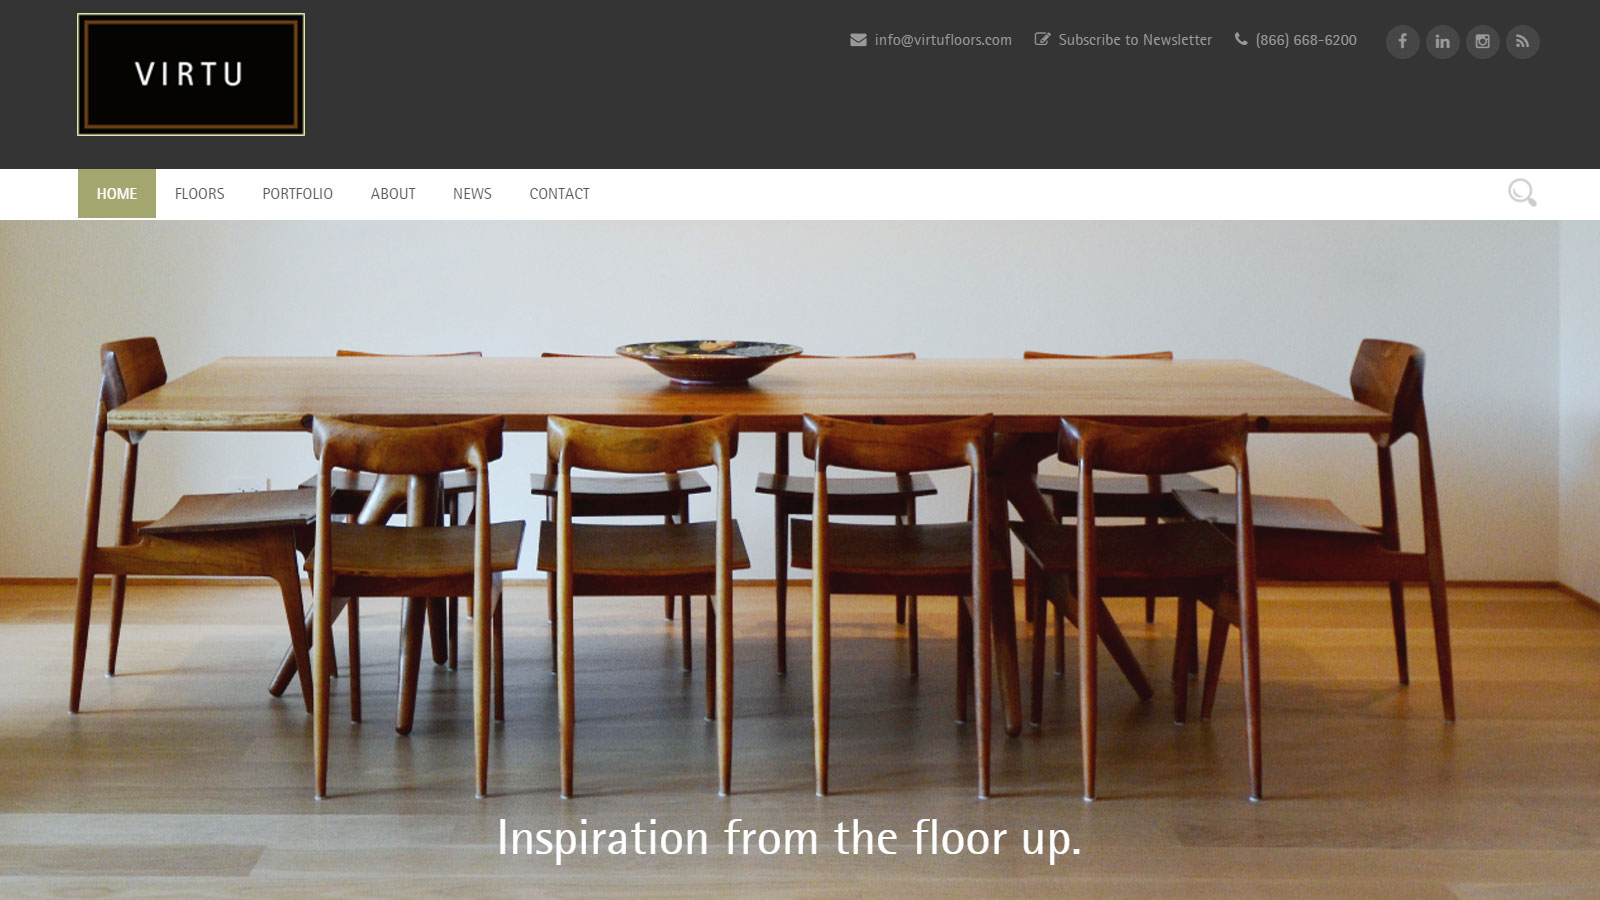 VIRTU
info@virtufloors.com
Subscribe to Newsletter
(866) 668-6200
HOME
FLOORS
PORTFOLIO
ABOUT
NEWS
CONTACT
Inspiration from the floor up.